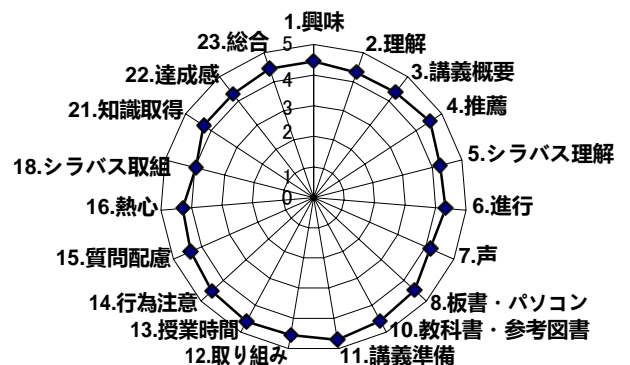 1.興味
2.理解
3.講義概要
4.推薦
5.シラバス理解
6.進行
7.声
8.板書・パソコン
10.教科書・参考図書
11.講義準備
12.取り組み
13.授業時間
14.行為注意
15.質問配慮
16.熱心
18.シラバス取組
21.知識取得
22.達成感
23.総合
5
4
3
2
1
0